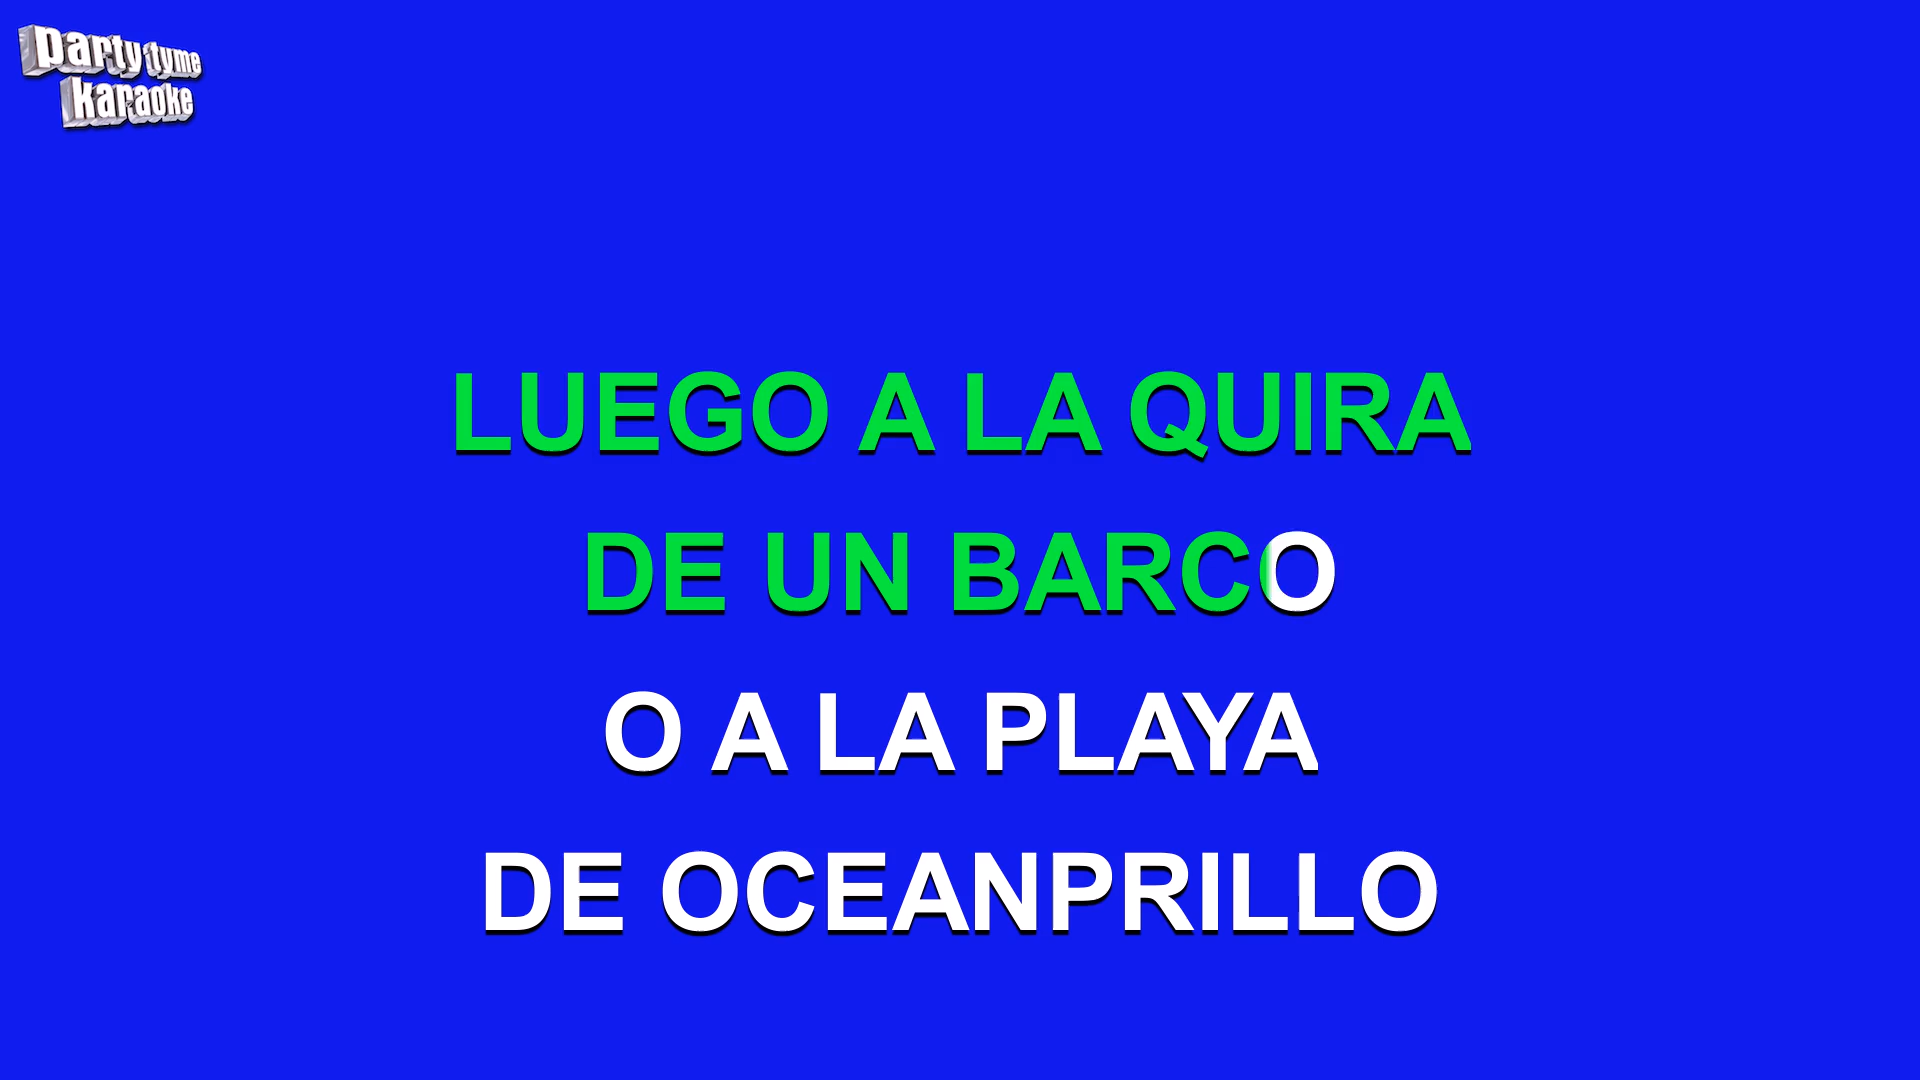 party tyme
karaoke
LUEGO A LA QUIRA
DE UN BARCO
O A LA PLAYA
DE OCEANPRILLO